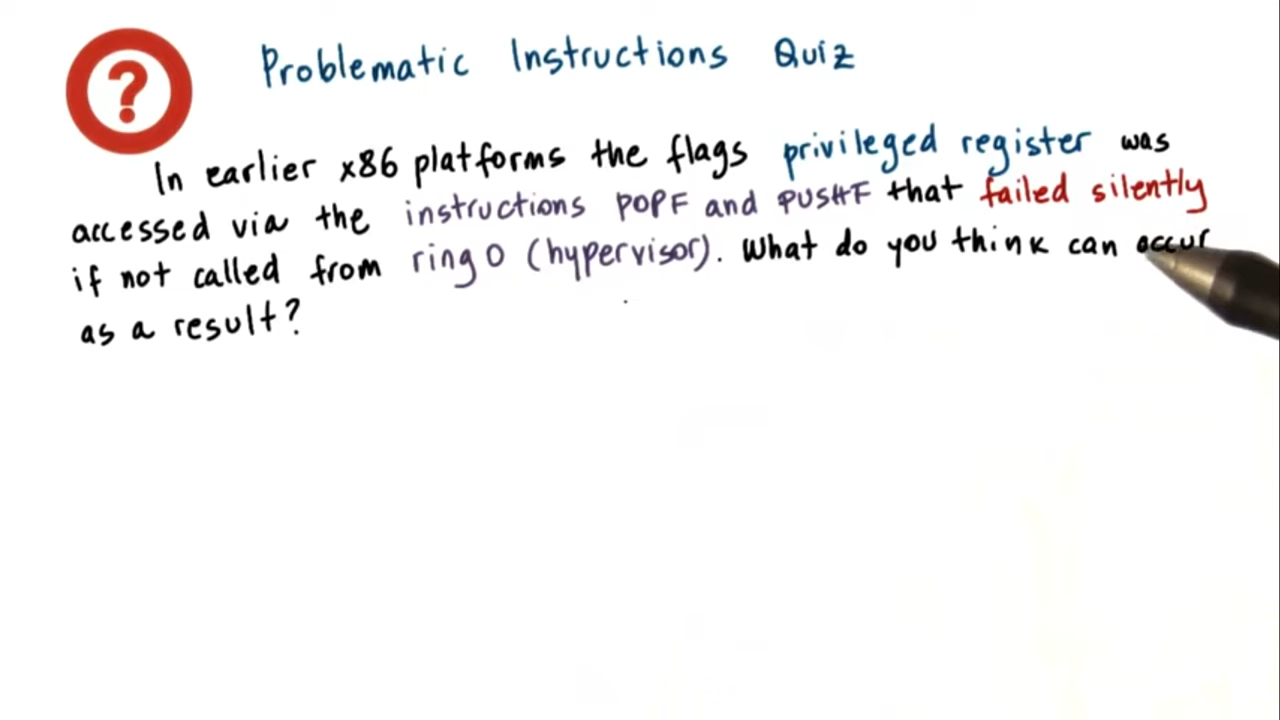 ?
Problematic Instructions Quiz
In earlier x86 platforms the flags privileged register was
accessed via the instructions POPF and PUSHF that failed silently
if not called from ring 0 (hypervisor). What do you think can occur
as a result?